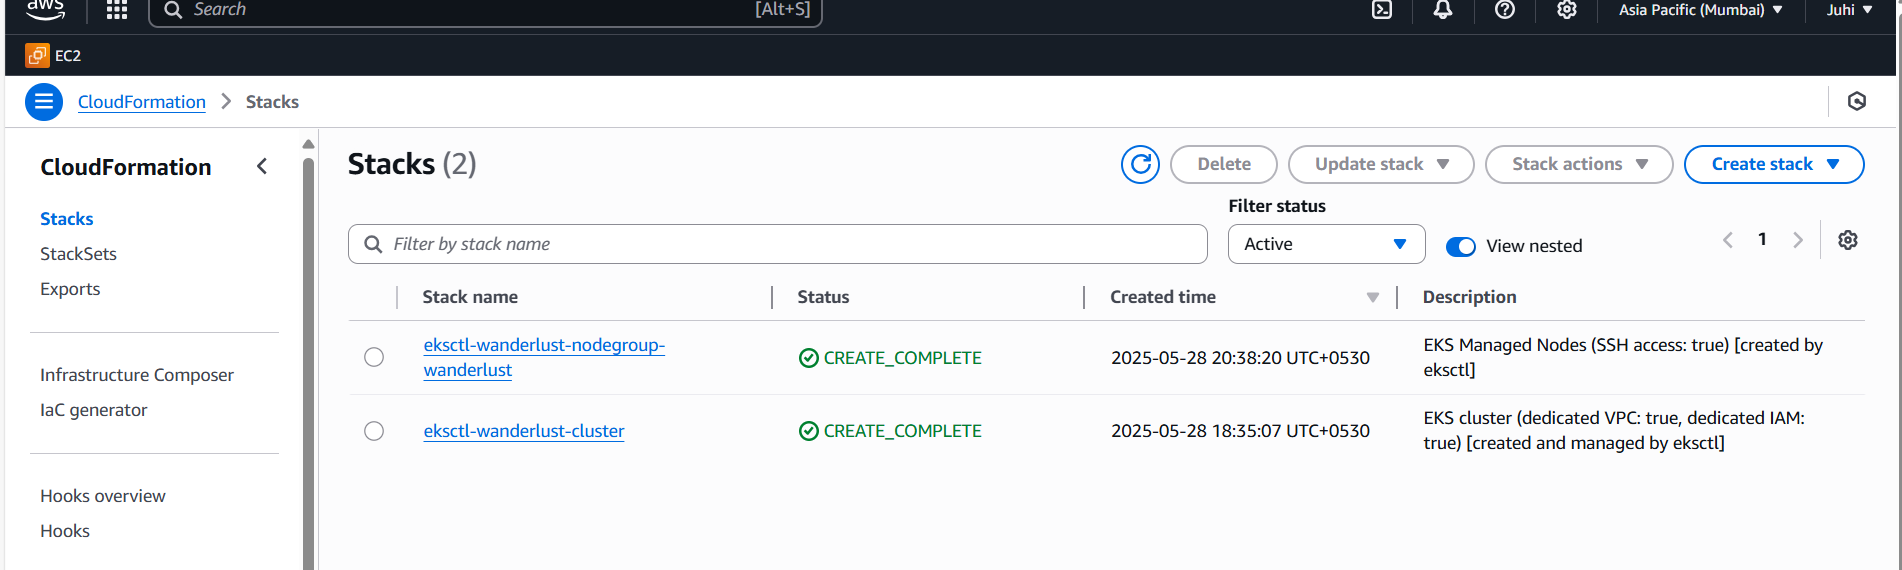 aws
Search [Alt+S] Asia Pacific (Mumbai) Juhi
EC2
CloudFormation Stacks
CloudFormation
Stacks
StackSets
Exports
Infrastructure Composer
IaC generator
Hooks overview
Hooks
Stacks (2)
Delete Update stack Stack actions Create stack
Filter status
Filter by stack name Active View nested 1
Stack name Status Created time Description
eksctl-wanderlust-nodegroup-
wanderlust
CREATE_COMPLETE 2025-05-28 20:38:20 UTC+0530
EKS Managed Nodes (SSH access: true) [created by
eksctl]
eksctl-wanderlust-cluster CREATE_COMPLETE 2025-05-28 18:35:07 UTC+0530
EKS cluster (dedicated VPC: true, dedicated IAM:
true) [created and managed by eksctl]